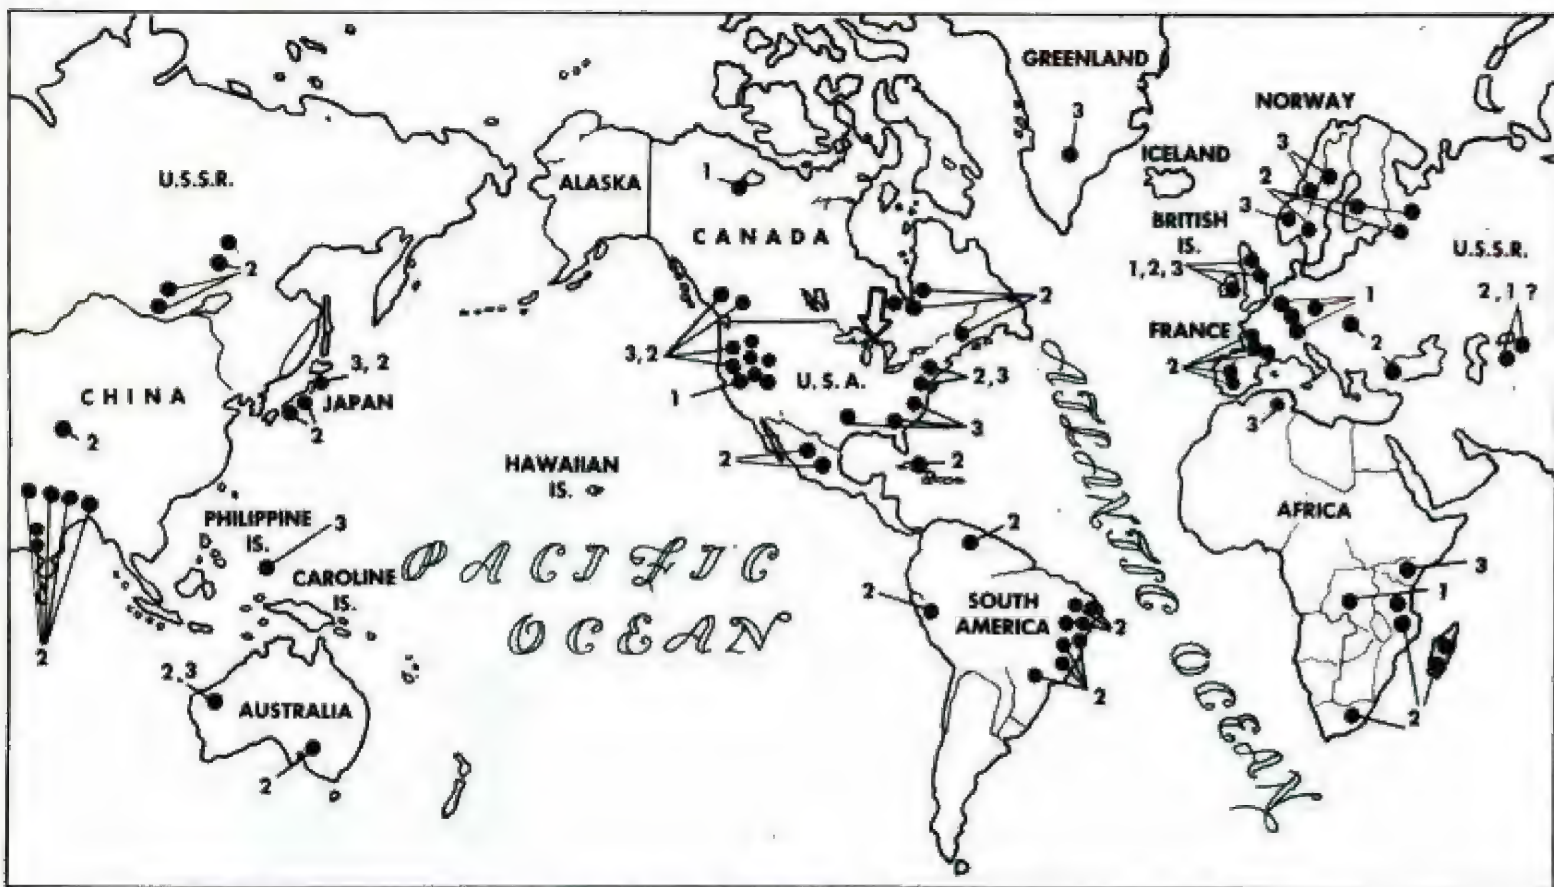 GREENLAND
NORWAY
3
3
ICELAND
U.S.S.R.
ALASKA
1
2
CANADA
3
BRITISH
IS.
U.S.S.R.
2
1,2,3
2
1
2,1 ?
3,2
3,2
FRANCE
2
U.S.A.
2,3
2
CHINA
JAPAN
1
2
2
3
3
HAWAIIAN
IS.
2
2
ATLANTIC OCEAN
AFRICA
PHILIPPINE
IS.
3
2
CAROLINE
IS.
PACIFIC
OCEAN
3
2
SOUTH
AMERICA
1
2
2
2,3
2
AUSTRALIA
2
2